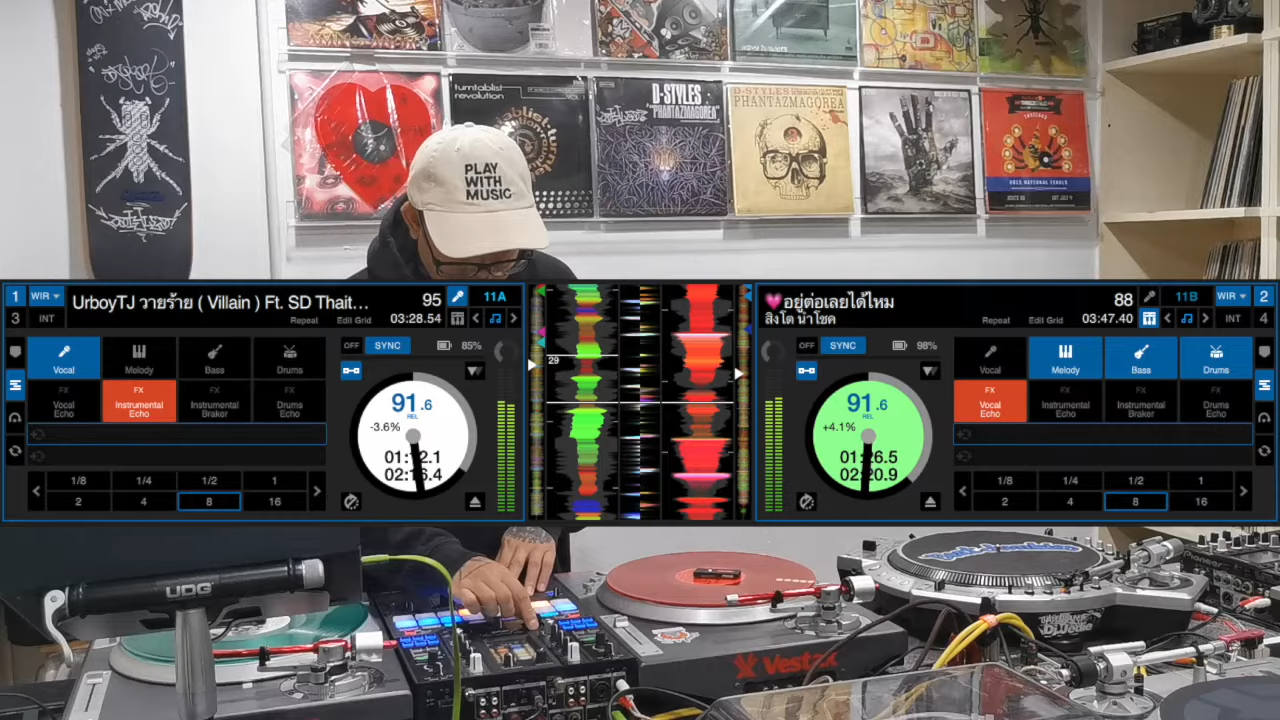 turntablist
revolution
D-STYLES
"PHANTAZMAGOREA"
D-STYLES
PHANTAZMAGOREA
PLAY
WITH
MUSIC
1
WIR
UrboyTJ วายร้าย ( Villain ) Ft. SD Thait...
95
11A
3
INT
Repeat
Edit Grid
03:28.54
OFF
SYNC
85%
Vocal
Melody
Bass
Drums
FX
Vocal
Echo
FX
Instrumental
Echo
FX
Instrumental
Braker
FX
Drums
Echo
91.6
REL
-3.6%
1/8
1/4
1/2
1
2
4
8
16
29
💗อยู่ต่อเลยได้ไหม
สิงโต นำโชค
88
11B
WIR
2
Repeat
Edit Grid
03:47.40
INT
4
OFF
SYNC
98%
Vocal
Melody
Bass
Drums
FX
Vocal
Echo
FX
Instrumental
Echo
FX
Instrumental
Braker
FX
Drums
Echo
91.6
REL
+4.1%
1/8
1/4
1/2
1
2
4
8
16
UDG
Vestax